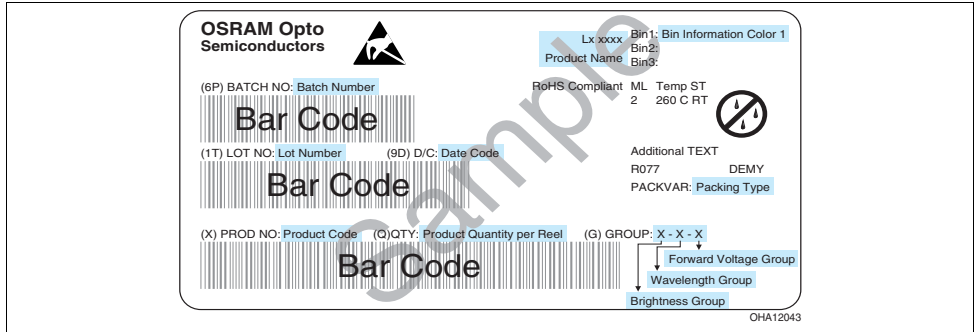 OSRAM Opto
Semiconductors
Lx xxxx
Product Name
Bin1: Bin Information Color 1
Bin2:
Bin3:
RoHS Compliant ML Temp ST
2 260 C RT
(6P) BATCH NO: Batch Number
Bar Code
(1T) LOT NO: Lot Number (9D) D/C: Date Code
Bar Code
Additional TEXT
R077 DEMY
PACKVAR: Packing Type
(X) PROD NO: Product Code (Q)QTY: Product Quantity per Reel (G) GROUP: X - X - X
Bar Code
Forward Voltage Group
Wavelength Group
Brightness Group
Sample
OHA12043